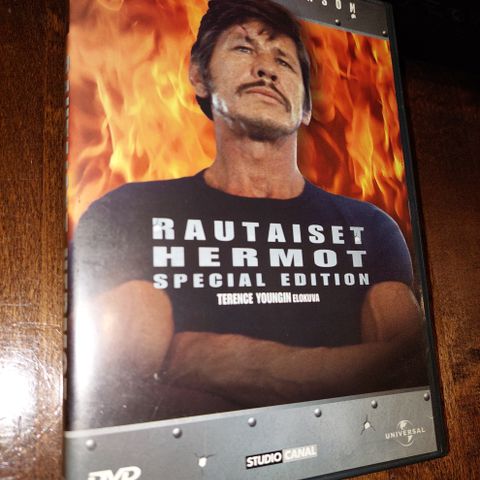 RAUTAISET
HERMOT
SPECIAL EDITION
TERENCE YOUNGIN ELOKUVA
DVD
STUDIO CANAL
UNIVERSAL